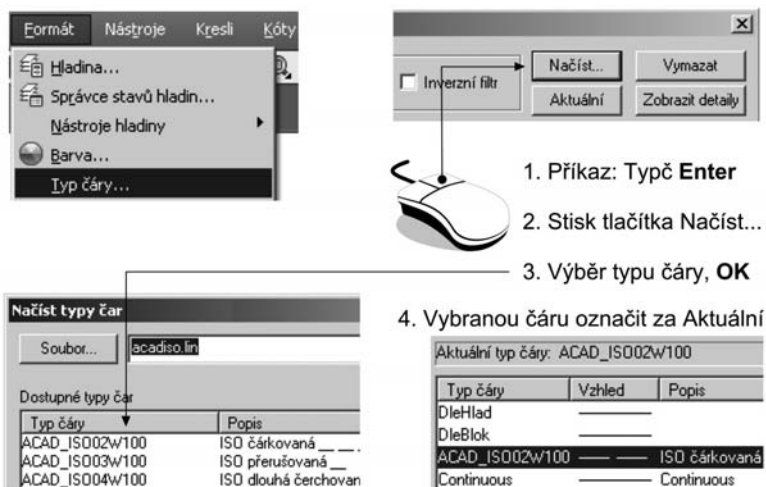 Formát Nástroje Kresli Kóty
Hladina...
Správce stavů hladin...
Nástroje hladiny
Barva...
Typ čáry...
Inverzní filtr
Načíst... Vymazat
Aktuální Zobrazit detaily
1. Příkaz: Typč Enter
2. Stisk tlačítka Načíst...
3. Výběr typu čáry, OK
4. Vybranou čáru označit za Aktuální
Načíst typy čar
Soubor... acadiso.lin
Dostupné typy čar
Typ čáry Popis
ACAD_ISO02W100 ISO čárkovaná __ __ __
ACAD_ISO03W100 ISO přerušovaná __
ACAD_ISO04W100 ISO dlouhá čerchovan
Aktuální typ čáry: ACAD_ISO02W100
Typ čáry Vzhled Popis
DleHlad
DleBlok
ACAD_ISO02W100 ISO čárkovaná
Continuous Continuous